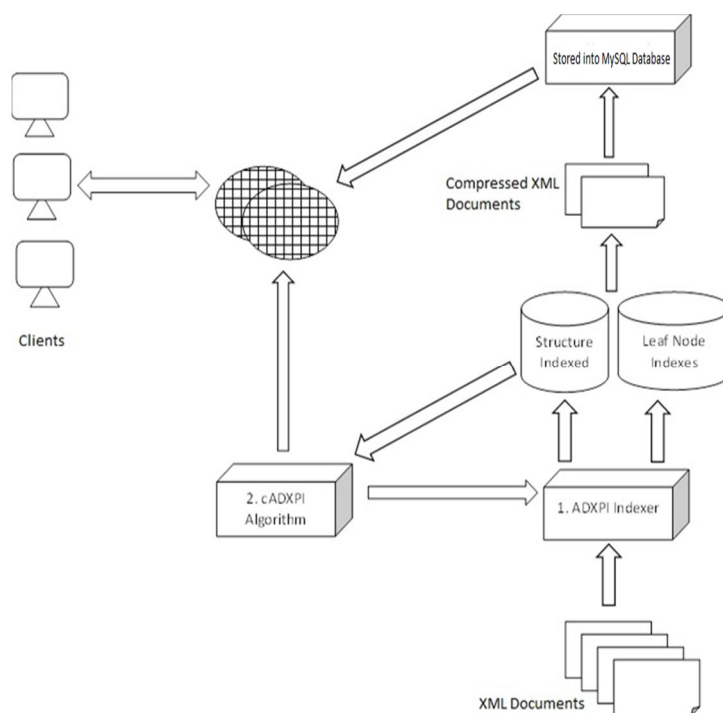 Stored into MySQL Database
Compressed XML
Documents
Clients
Structure
Indexed
Leaf Node
Indexes
2. cADXPI
Algorithm
1. ADXPI Indexer
XML Documents